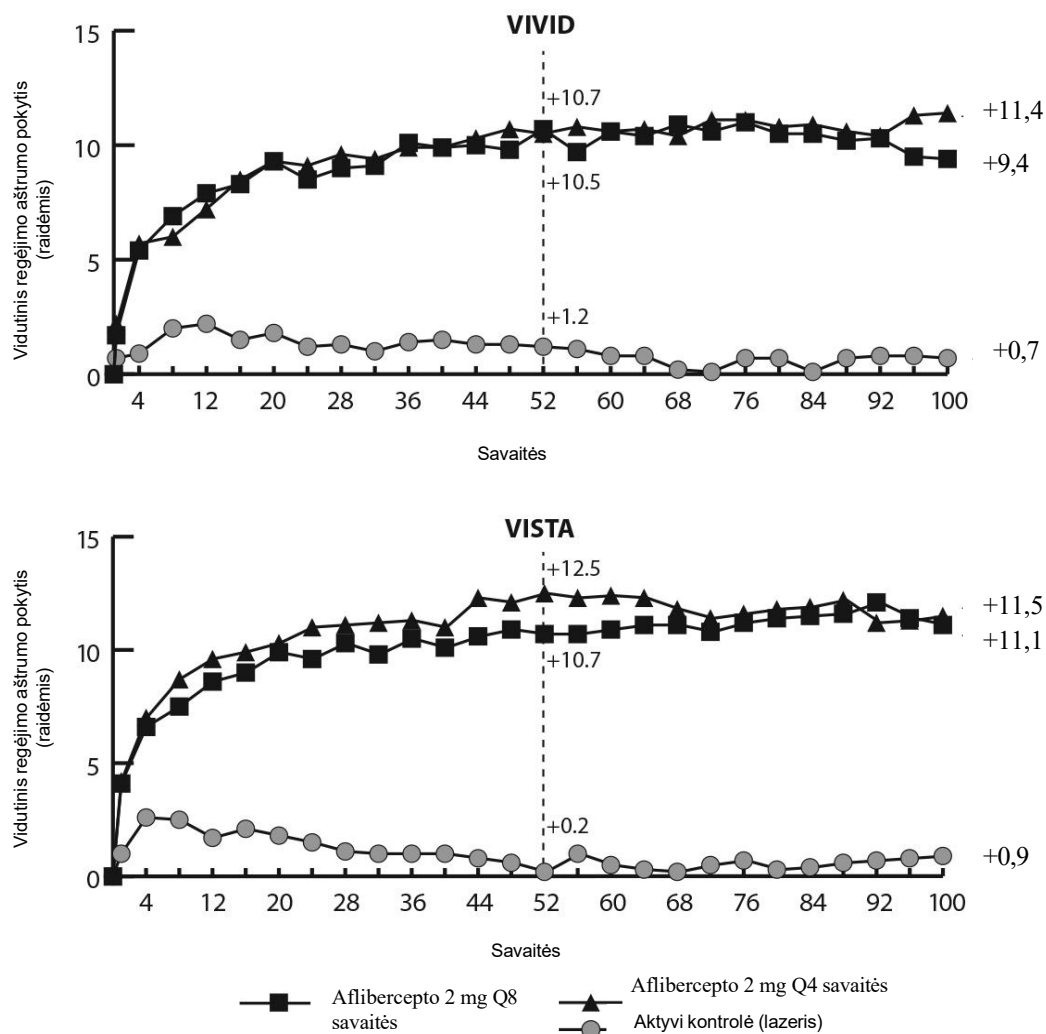 VIVID
Vidutinis regėjimo aštrumo pokytis
(raidėmis)
15
10
5
0
+10.7
+10.5
+1.2
+11,4
+9,4
+0,7
4 12 20 28 36 44 52 60 68 76 84 92 100
Savaitės
VISTA
Vidutinis regėjimo aštrumo pokytis
(raidėmis)
15
10
5
0
+12.5
+10.7
+0.2
+11,5
+11,1
+0,9
4 12 20 28 36 44 52 60 68 76 84 92 100
Savaitės
Aflibercepto 2 mg Q8
savaitės
Aflibercepto 2 mg Q4 savaitės
Aktyvi kontrolė (lazeris)